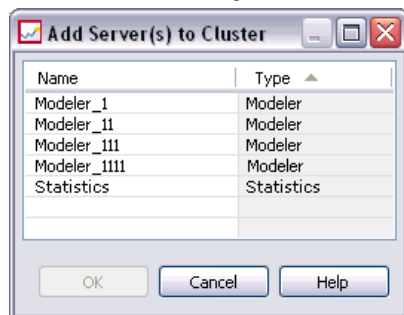 Add Server(s) to Cluster
Name Type
Modeler_1 Modeler
Modeler_11 Modeler
Modeler_111 Modeler
Modeler_1111 Modeler
Statistics Statistics
OK Cancel Help